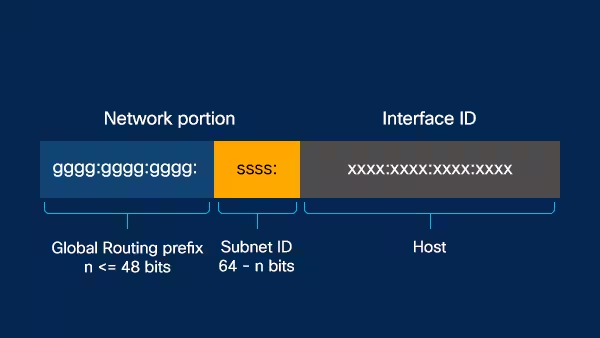 Network portion
Interface ID
gggg:gggg:gggg:
ssss:
xxxx:xxxx:xxxx:xxxx
Global Routing prefix
n <= 48 bits
Subnet ID
64 - n bits
Host